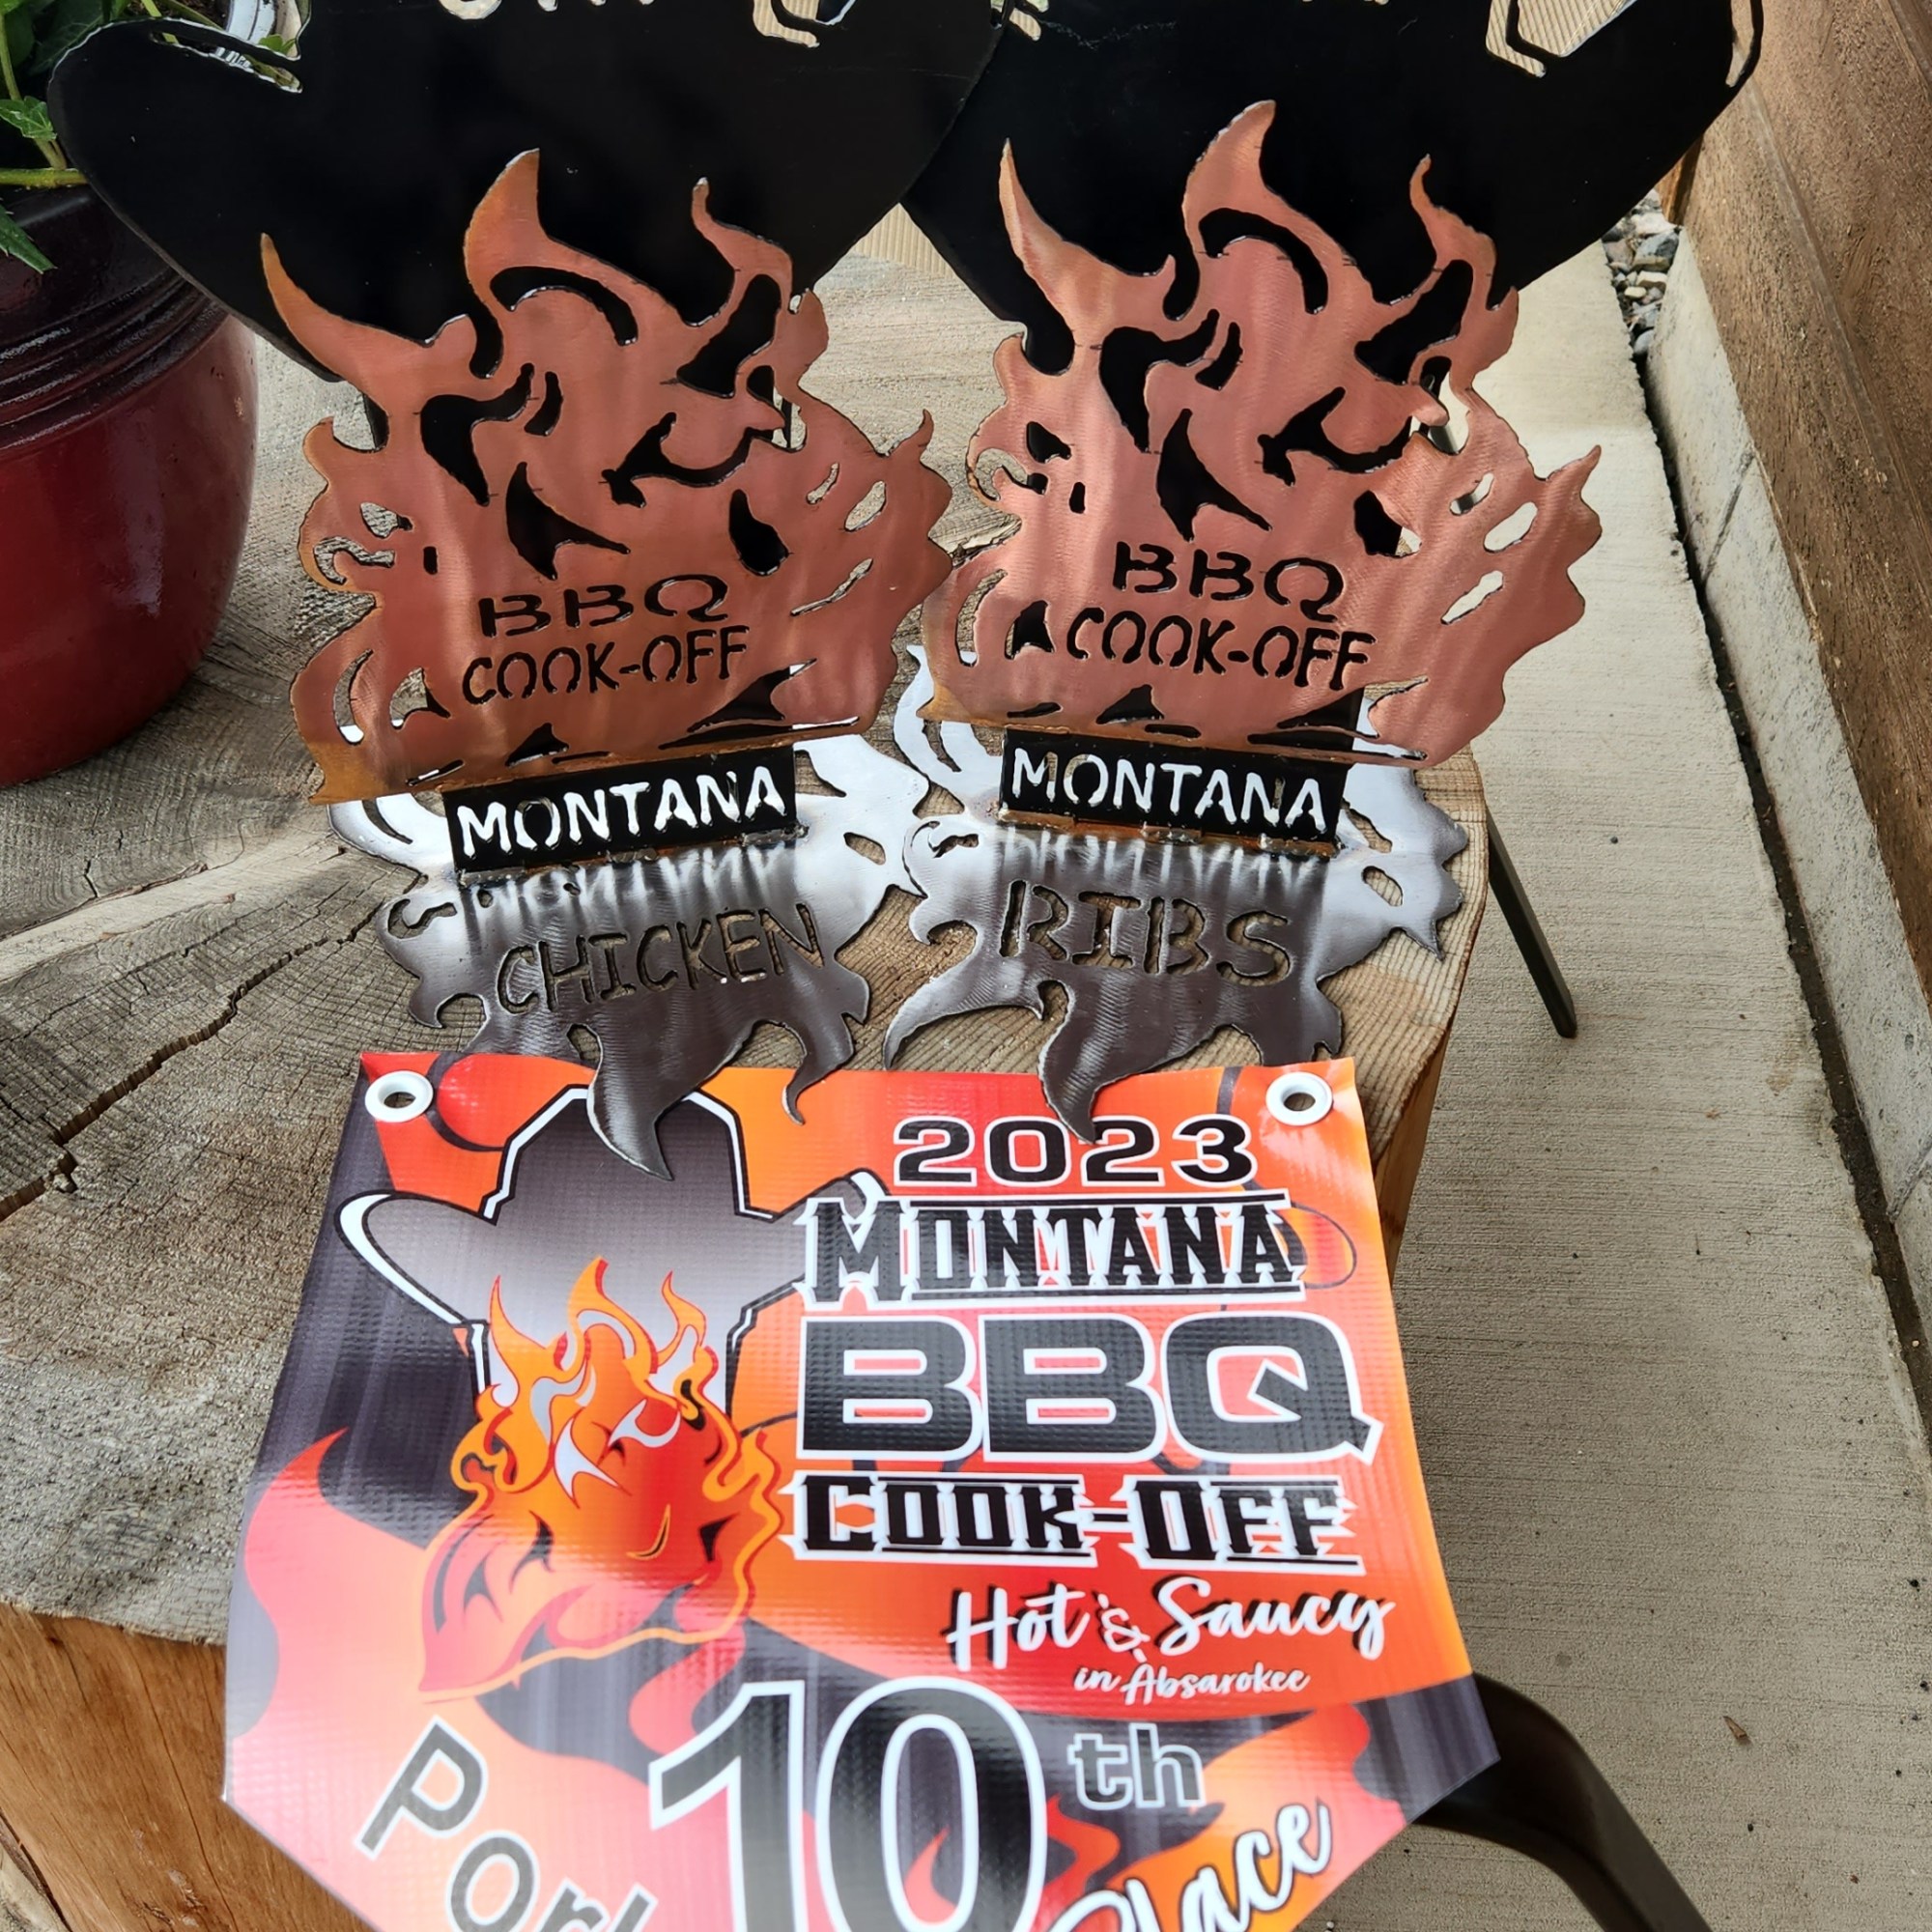 BBQ
COOK-OFF
MONTANA
CHICKEN
BBQ
COOK-OFF
MONTANA
RIBS
2023
MONTANA
BBQ
COOK-OFF
Hot & Saucy
in Absarokee
10th
Place